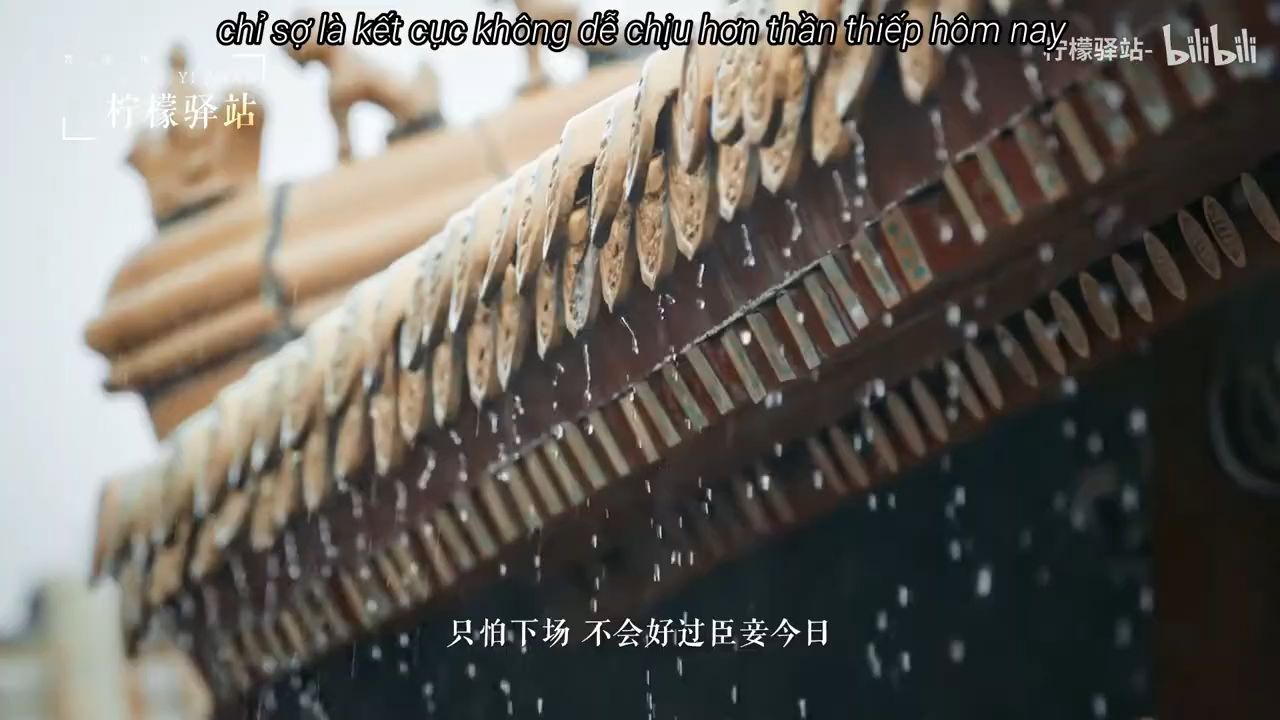 chỉ sợ là kết cục không dễ chịu hơn thần thiếp hôm nay
柠檬驿站- bilibili
柠檬驿站
只怕下场 不会好过臣妾今日